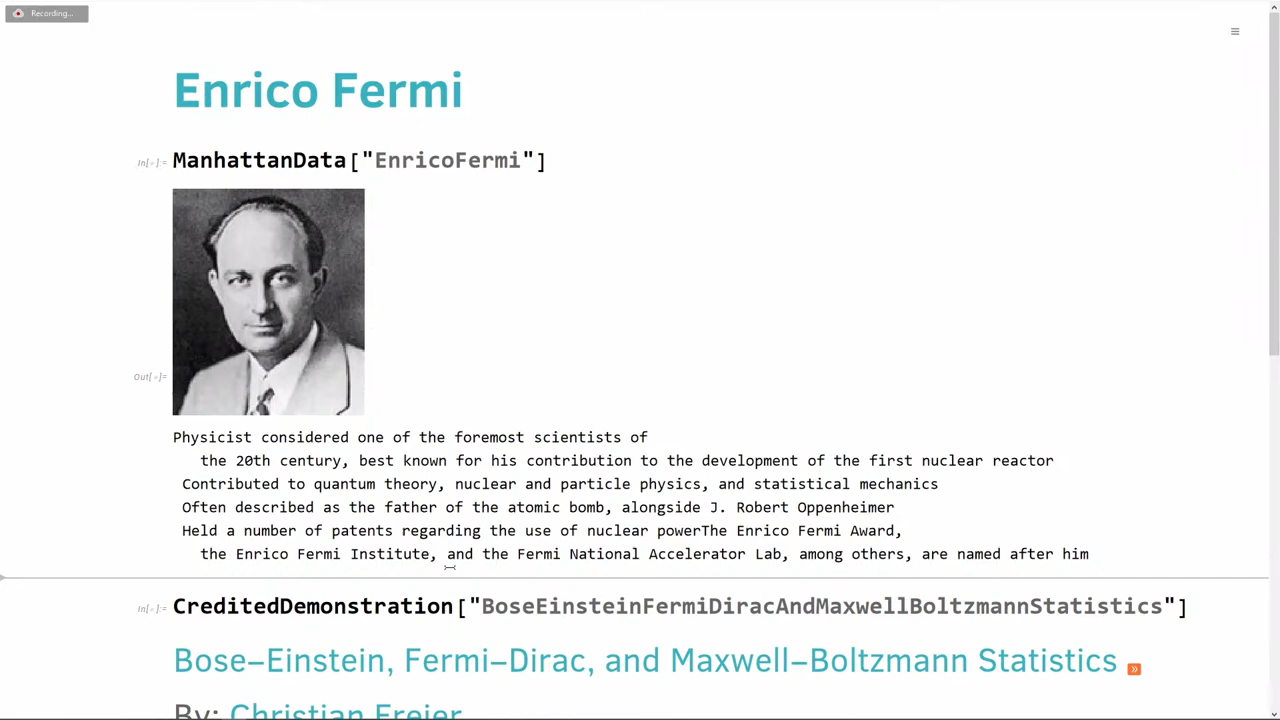 Recording...
Enrico Fermi
In[ ]:= ManhattanData["EnricoFermi"]
Out[ ]=
Physicist considered one of the foremost scientists of
the 20th century, best known for his contribution to the development of the first nuclear reactor
Contributed to quantum theory, nuclear and particle physics, and statistical mechanics
Often described as the father of the atomic bomb, alongside J. Robert Oppenheimer
Held a number of patents regarding the use of nuclear powerThe Enrico Fermi Award,
the Enrico Fermi Institute, and the Fermi National Accelerator Lab, among others, are named after him
In[ ]:= CreditedDemonstration["BoseEinsteinFermiDiracAndMaxwellBoltzmannStatistics"]
Bose–Einstein, Fermi–Dirac, and Maxwell–Boltzmann Statistics »
By: Christian Freier